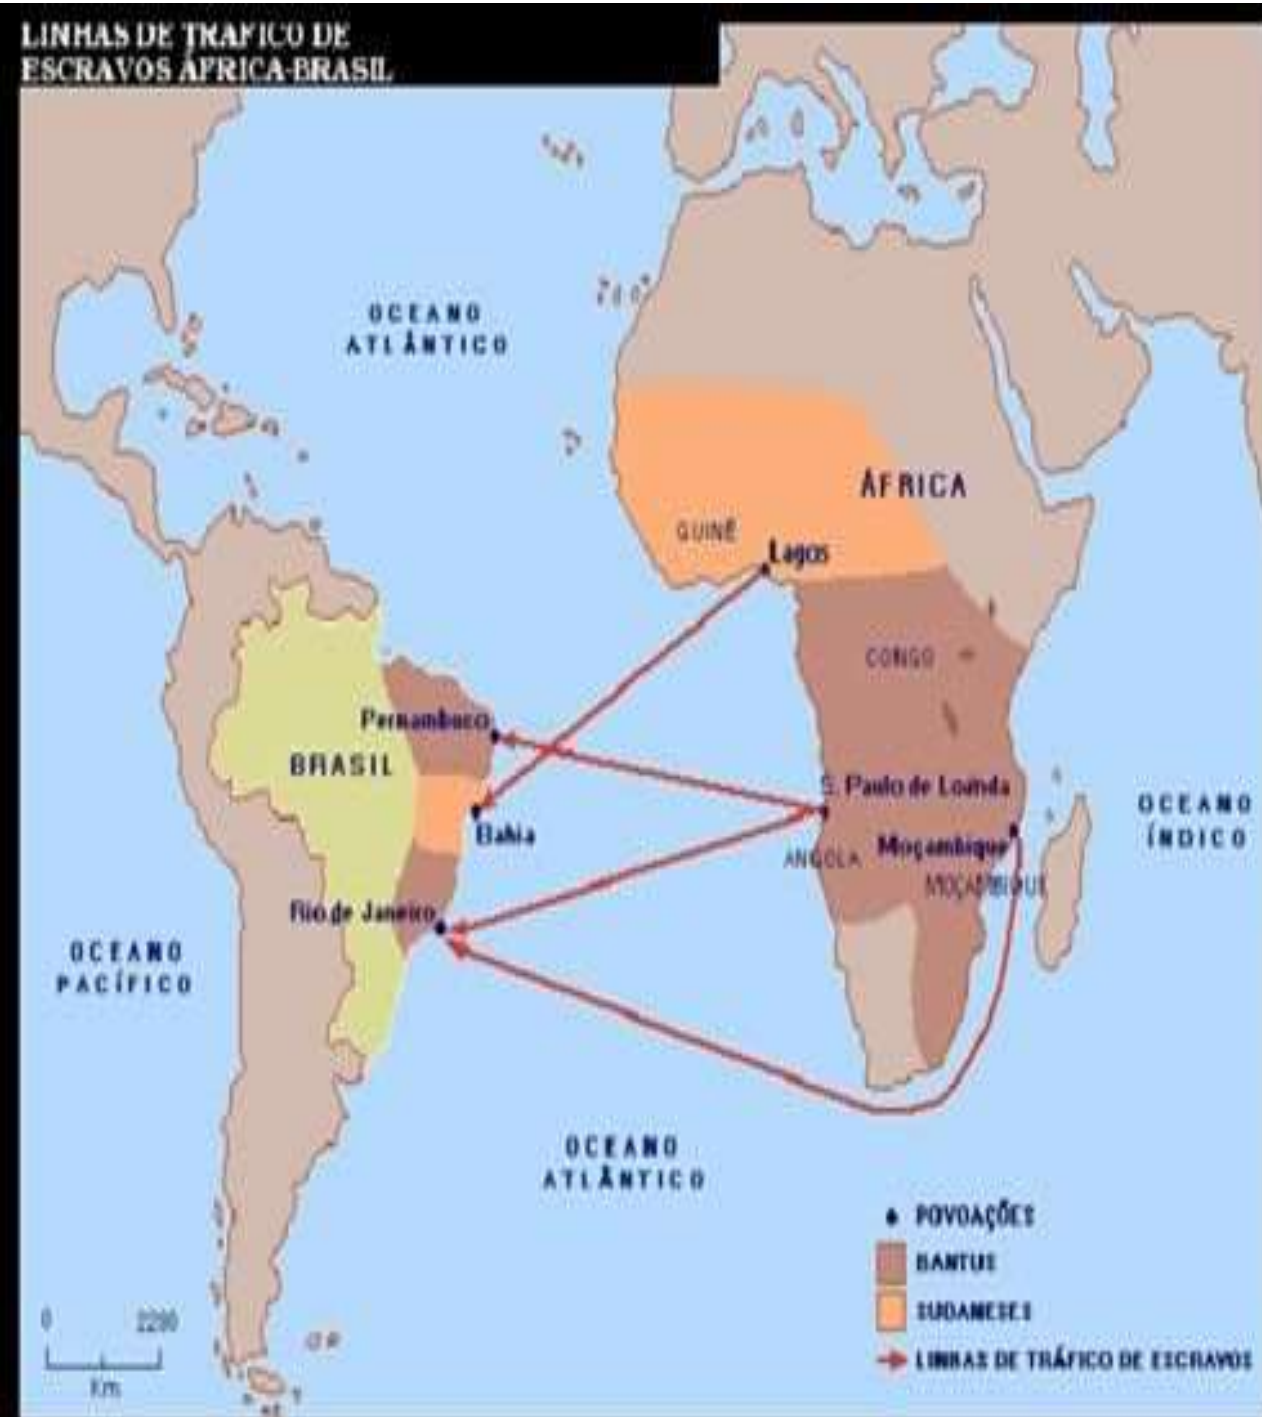 LINHAS DE TRAFICO DE
ESCRAVOS ÁFRICA-BRASIL
OCEANO
ATLÂNTICO
ÁFRICA
GUINÉ
Lagos
CONGO
Pernambuco
BRASIL
S. Paulo de Loanda
OCEANO
ÍNDICO
Bahia
ANGOLA
Moçambique
MOÇAMBIQUE
Rio de Janeiro
OCEANO
PACÍFICO
OCEANO
ATLÂNTICO
POVOAÇÕES
BANTUS
SUDANESES
LINHAS DE TRÁFICO DE ESCRAVOS
0 2200
Km